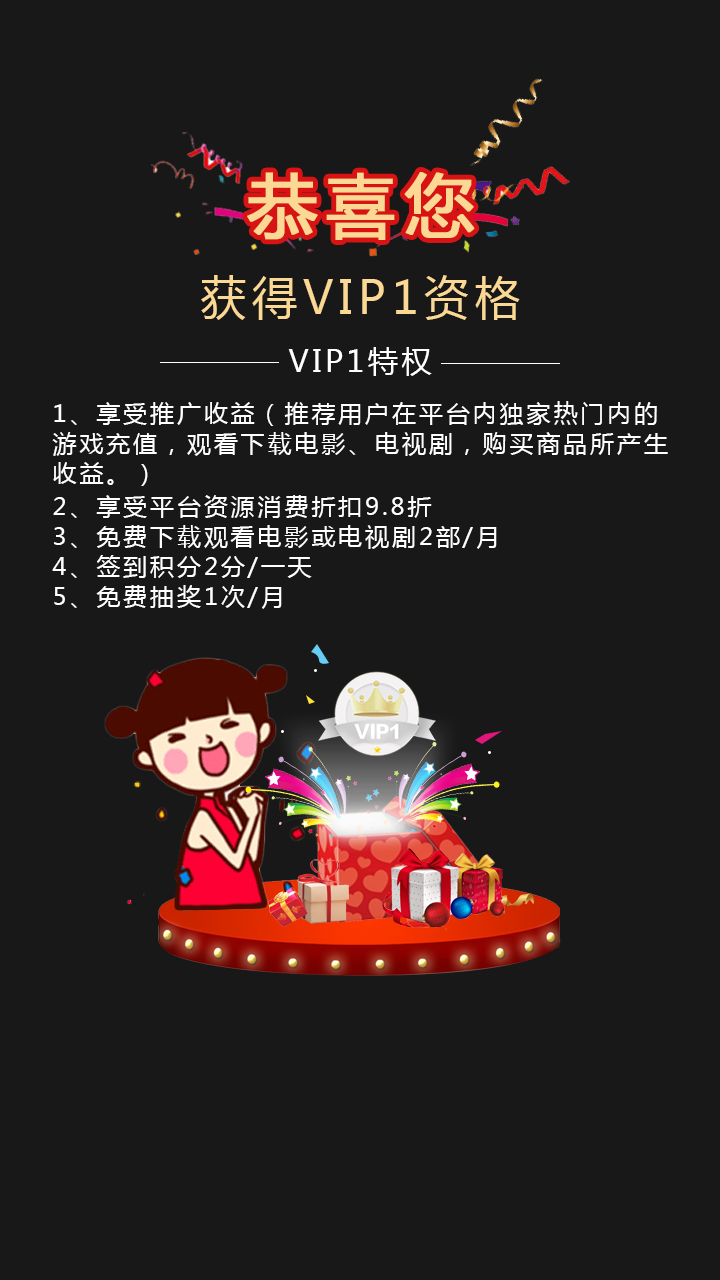 恭喜您
获得VIP1资格
VIP1特权
1、享受推广收益（推荐用户在平台内独家热门内的
游戏充值，观看下载电影、电视剧，购买商品所产生
收益。）
2、享受平台资源消费折扣9.8折
3、免费下载观看电影或电视剧2部/月
4、签到积分2分/一天
5、免费抽奖1次/月
VIP1